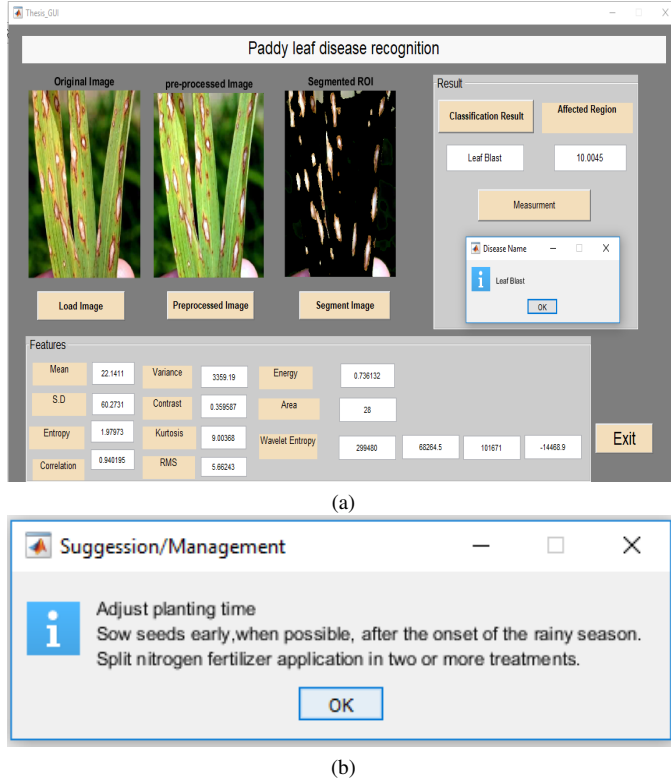 Thesis_GUI
Paddy leaf disease recognition
Original Image
pre-processed Image
Segmented ROI
Load Image
Preprocessed Image
Segment Image
Result
Classification Result
Affected Region
Leaf Blast
10.0045
Measurment
Disease Name
Leaf Blast
OK
Features
Mean 22.1411 Variance 3359.19 Energy 0.736132
S.D 60.2731 Contrast 0.359587 Area 28
Entropy 1.97973 Kurtosis 9.00368 Wavelet Entropy 299480 68264.5 101671 -14468.9
Correlation 0.940195 RMS 5.66243
Exit
(a)
Suggession/Management
Adjust planting time
Sow seeds early,when possible, after the onset of the rainy season.
Split nitrogen fertilizer application in two or more treatments.
OK
(b)